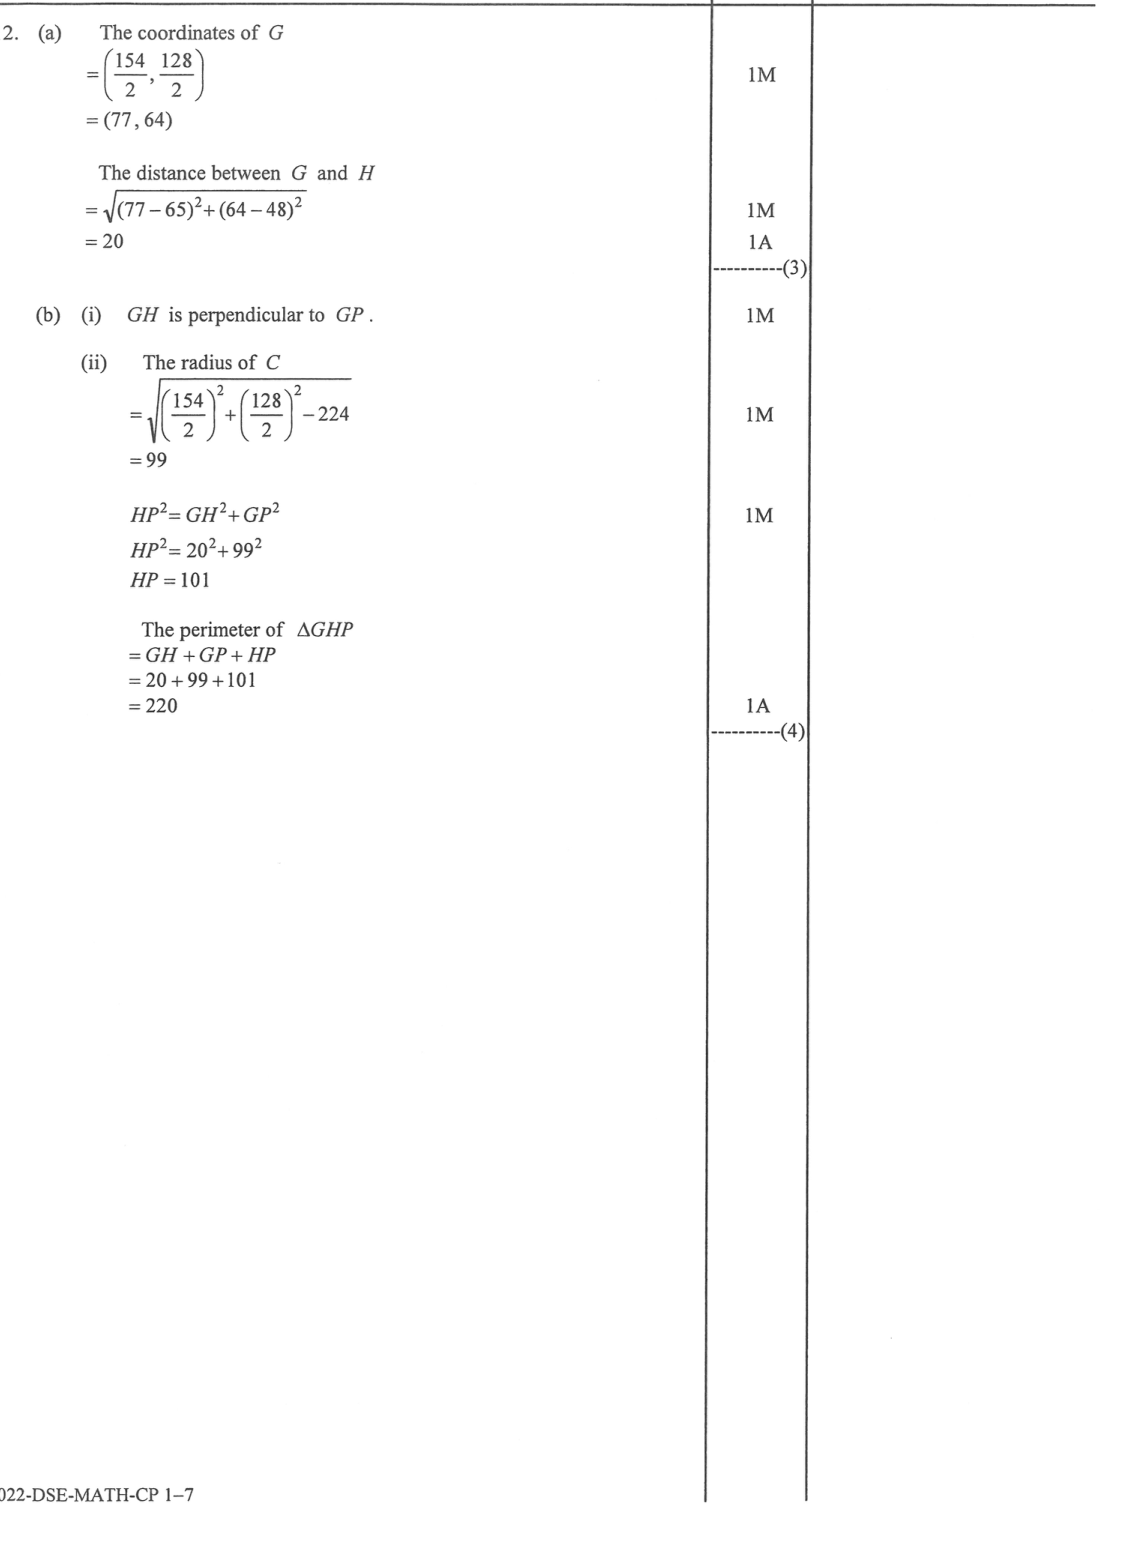 2. (a) The coordinates of G
= (154/2, 128/2) 1M
= (77, 64)
The distance between G and H
= √((77 – 65)² + (64 – 48)²) 1M
= 20 1A
----------(3)
(b) (i) GH is perpendicular to GP. 1M
(ii) The radius of C
= √((154/2)² + (128/2)² – 224) 1M
= 99
HP² = GH² + GP² 1M
HP² = 20² + 99²
HP = 101
The perimeter of ΔGHP
= GH + GP + HP
= 20 + 99 + 101
= 220 1A
----------(4)
022-DSE-MATH-CP 1–7